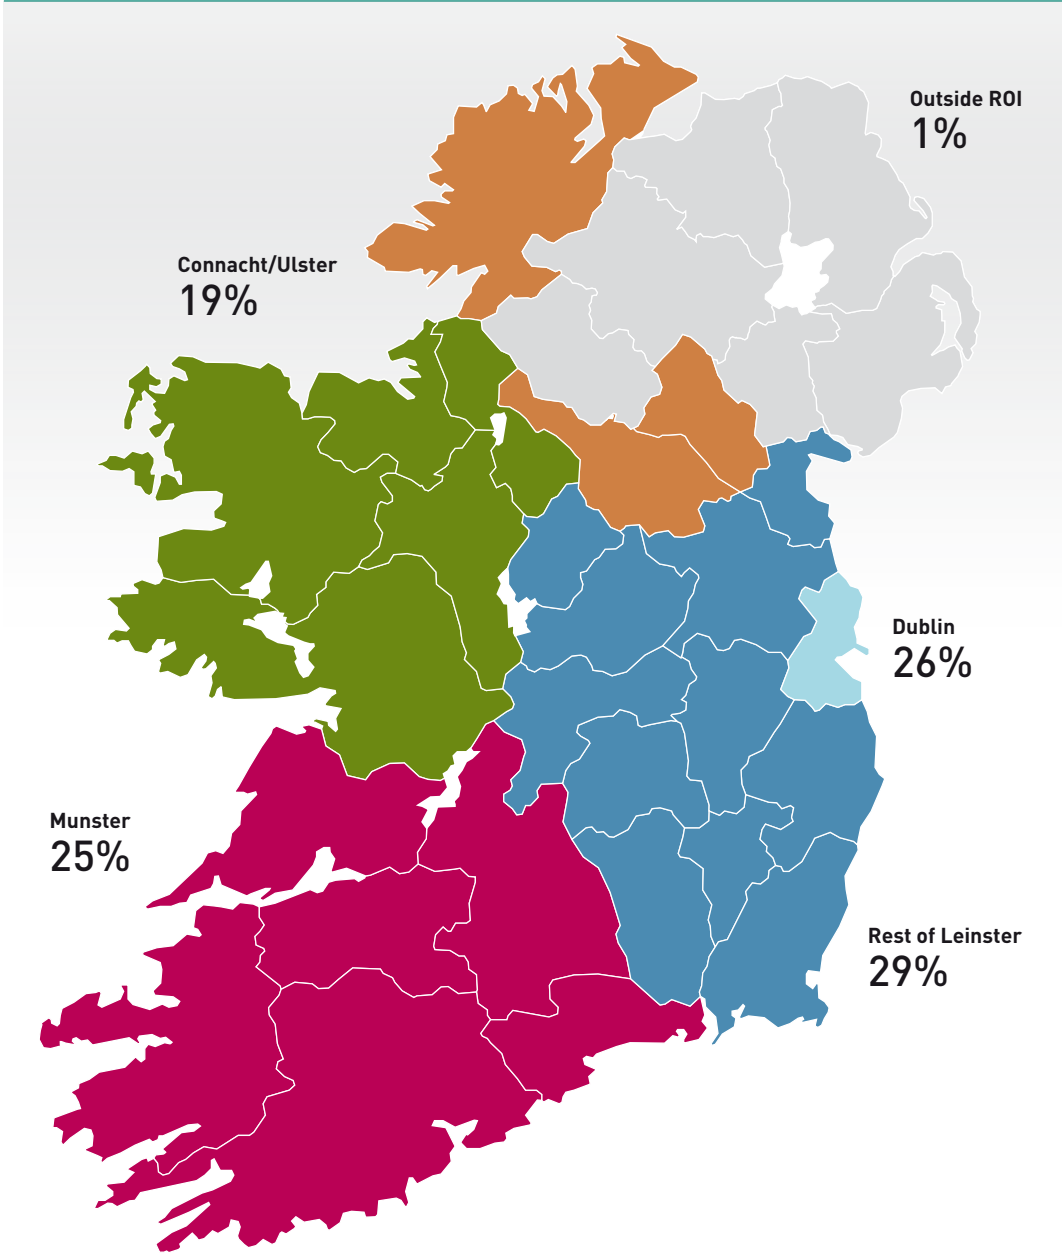 Outside ROI
1%
Connacht/Ulster
19%
Dublin
26%
Munster
25%
Rest of Leinster
29%